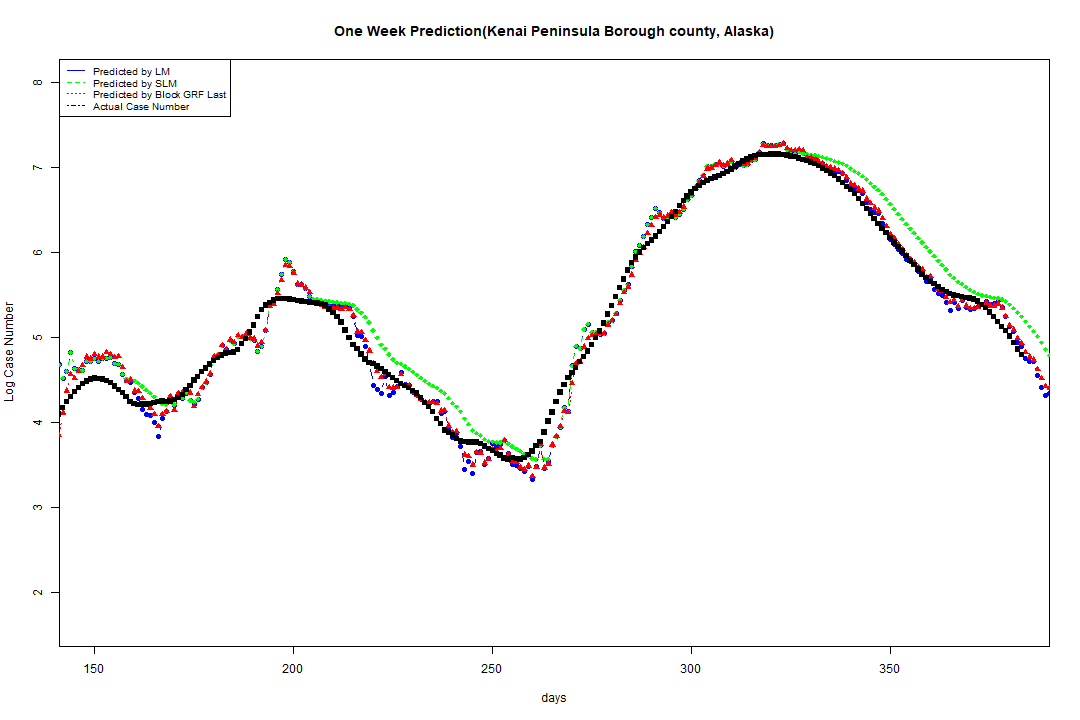 One Week Prediction(Kenai Peninsula Borough county, Alaska)
Predicted by LM
Predicted by SLM
Predicted by Block GRF Last
Actual Case Number
8
7
6
5
4
3
2
Log Case Number
150 200 250 300 350
days